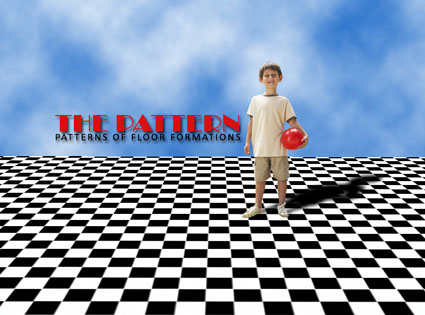 THE PATTERN
PATTERNS OF FLOOR FORMATIONS